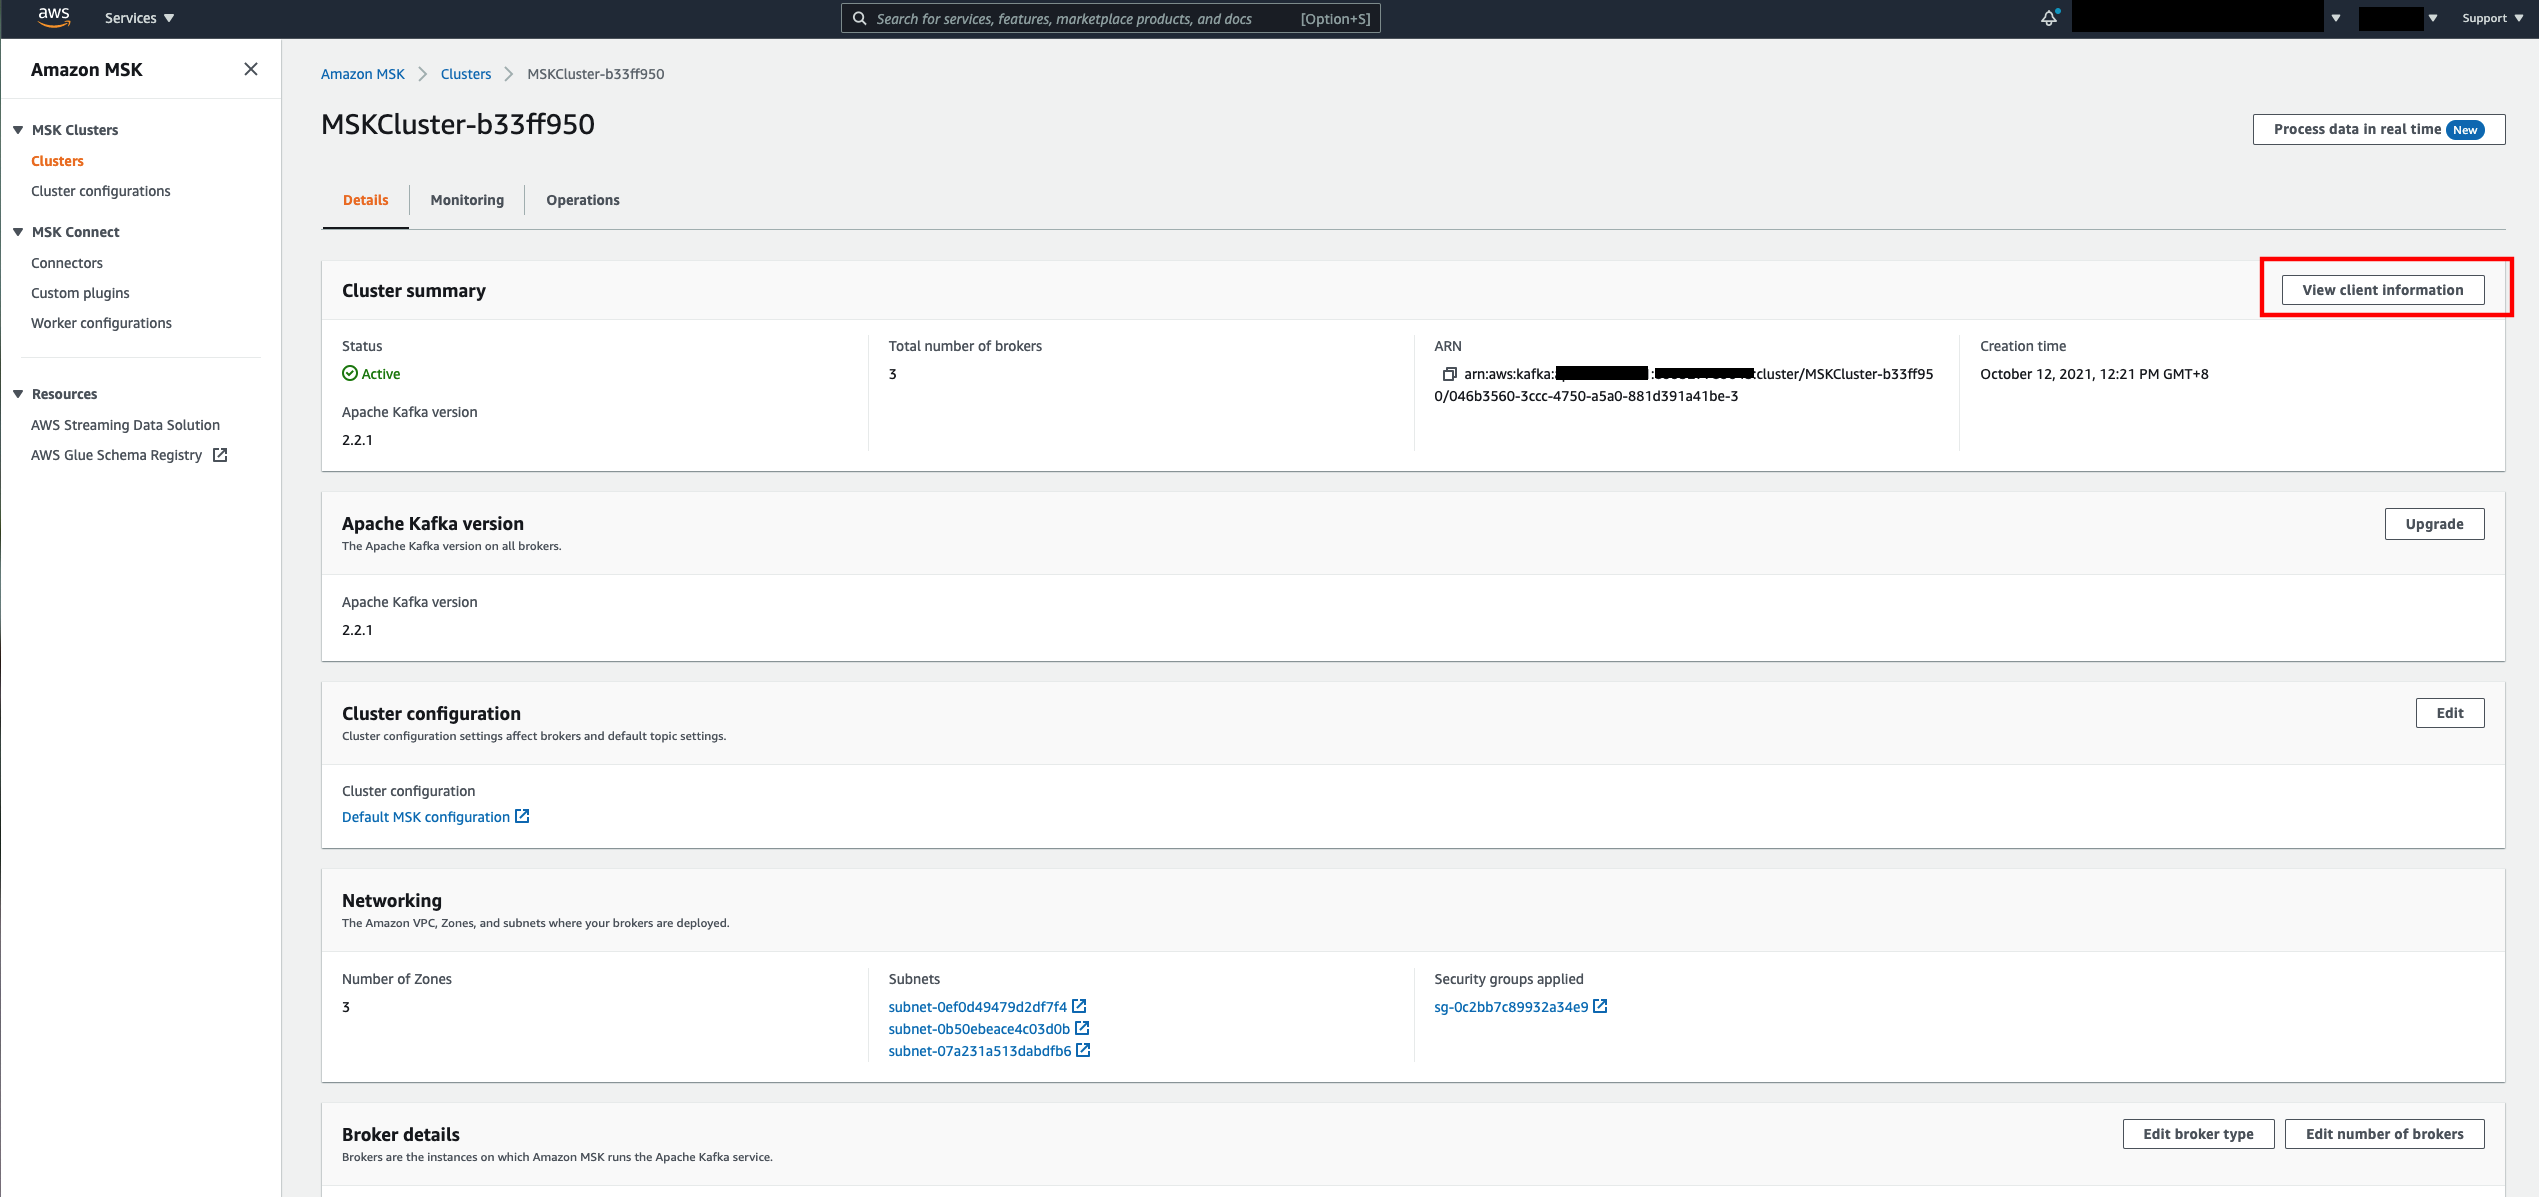 aws
Services
Search for services, features, marketplace products, and docs
[Option+S]
Support
Amazon MSK
MSK Clusters
Clusters
Cluster configurations
MSK Connect
Connectors
Custom plugins
Worker configurations
Resources
AWS Streaming Data Solution
AWS Glue Schema Registry
Amazon MSK
Clusters
MSKCluster-b33ff950
MSKCluster-b33ff950
Process data in real time New
Details
Monitoring
Operations
Cluster summary
View client information
Status
Active
Apache Kafka version
2.2.1
Total number of brokers
3
ARN
arn:aws:kafka: :cluster/MSKCluster-b33ff95
0/046b3560-3ccc-4750-a5a0-881d391a41be-3
Creation time
October 12, 2021, 12:21 PM GMT+8
Apache Kafka version
The Apache Kafka version on all brokers.
Upgrade
Apache Kafka version
2.2.1
Cluster configuration
Cluster configuration settings affect brokers and default topic settings.
Edit
Cluster configuration
Default MSK configuration
Networking
The Amazon VPC, Zones, and subnets where your brokers are deployed.
Number of Zones
3
Subnets
subnet-0ef0d49479d2df7f4
subnet-0b50ebeace4c03d0b
subnet-07a231a513dabdfb6
Security groups applied
sg-0c2bb7c89932a34e9
Broker details
Brokers are the instances on which Amazon MSK runs the Apache Kafka service.
Edit broker type
Edit number of brokers